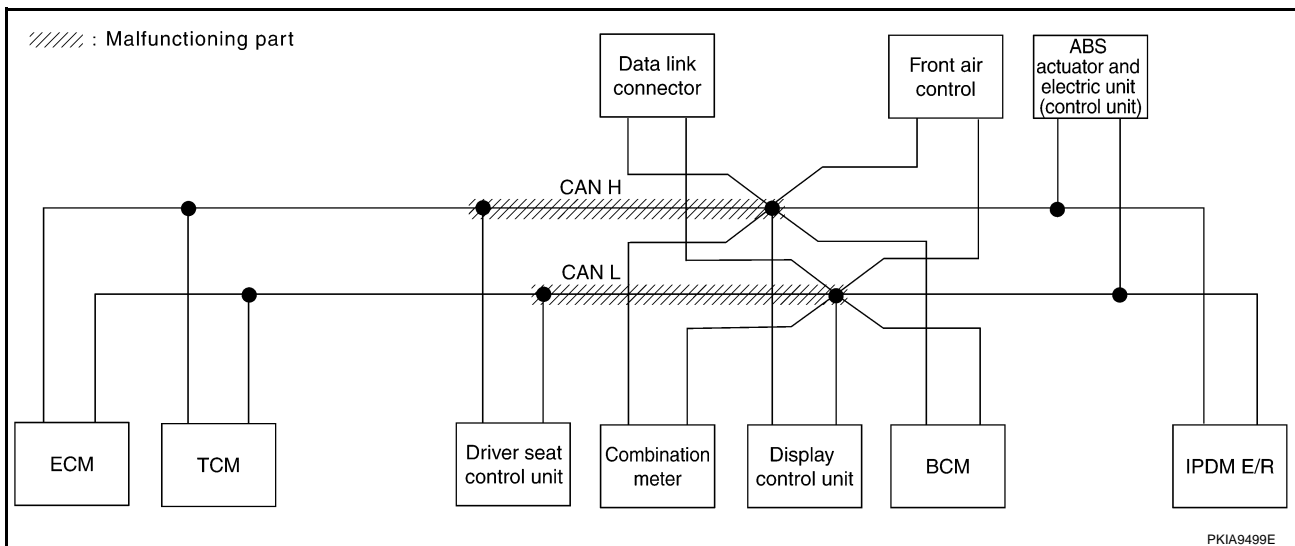 : Malfunctioning part
Data link
connector
Front air
control
ABS
actuator and
electric unit
(control unit)
CAN H
CAN L
ECM
TCM
Driver seat
control unit
Combination
meter
Display
control unit
BCM
IPDM E/R
PKIA9499E